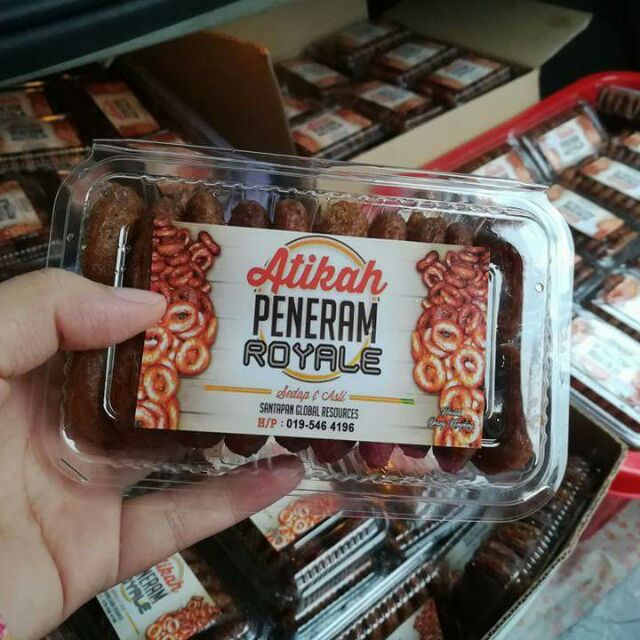 Atikah
PENERAM
ROYALE
Sedap & Asli
SANTAPAN GLOBAL RESOURCES
H/P : 019-546 4196